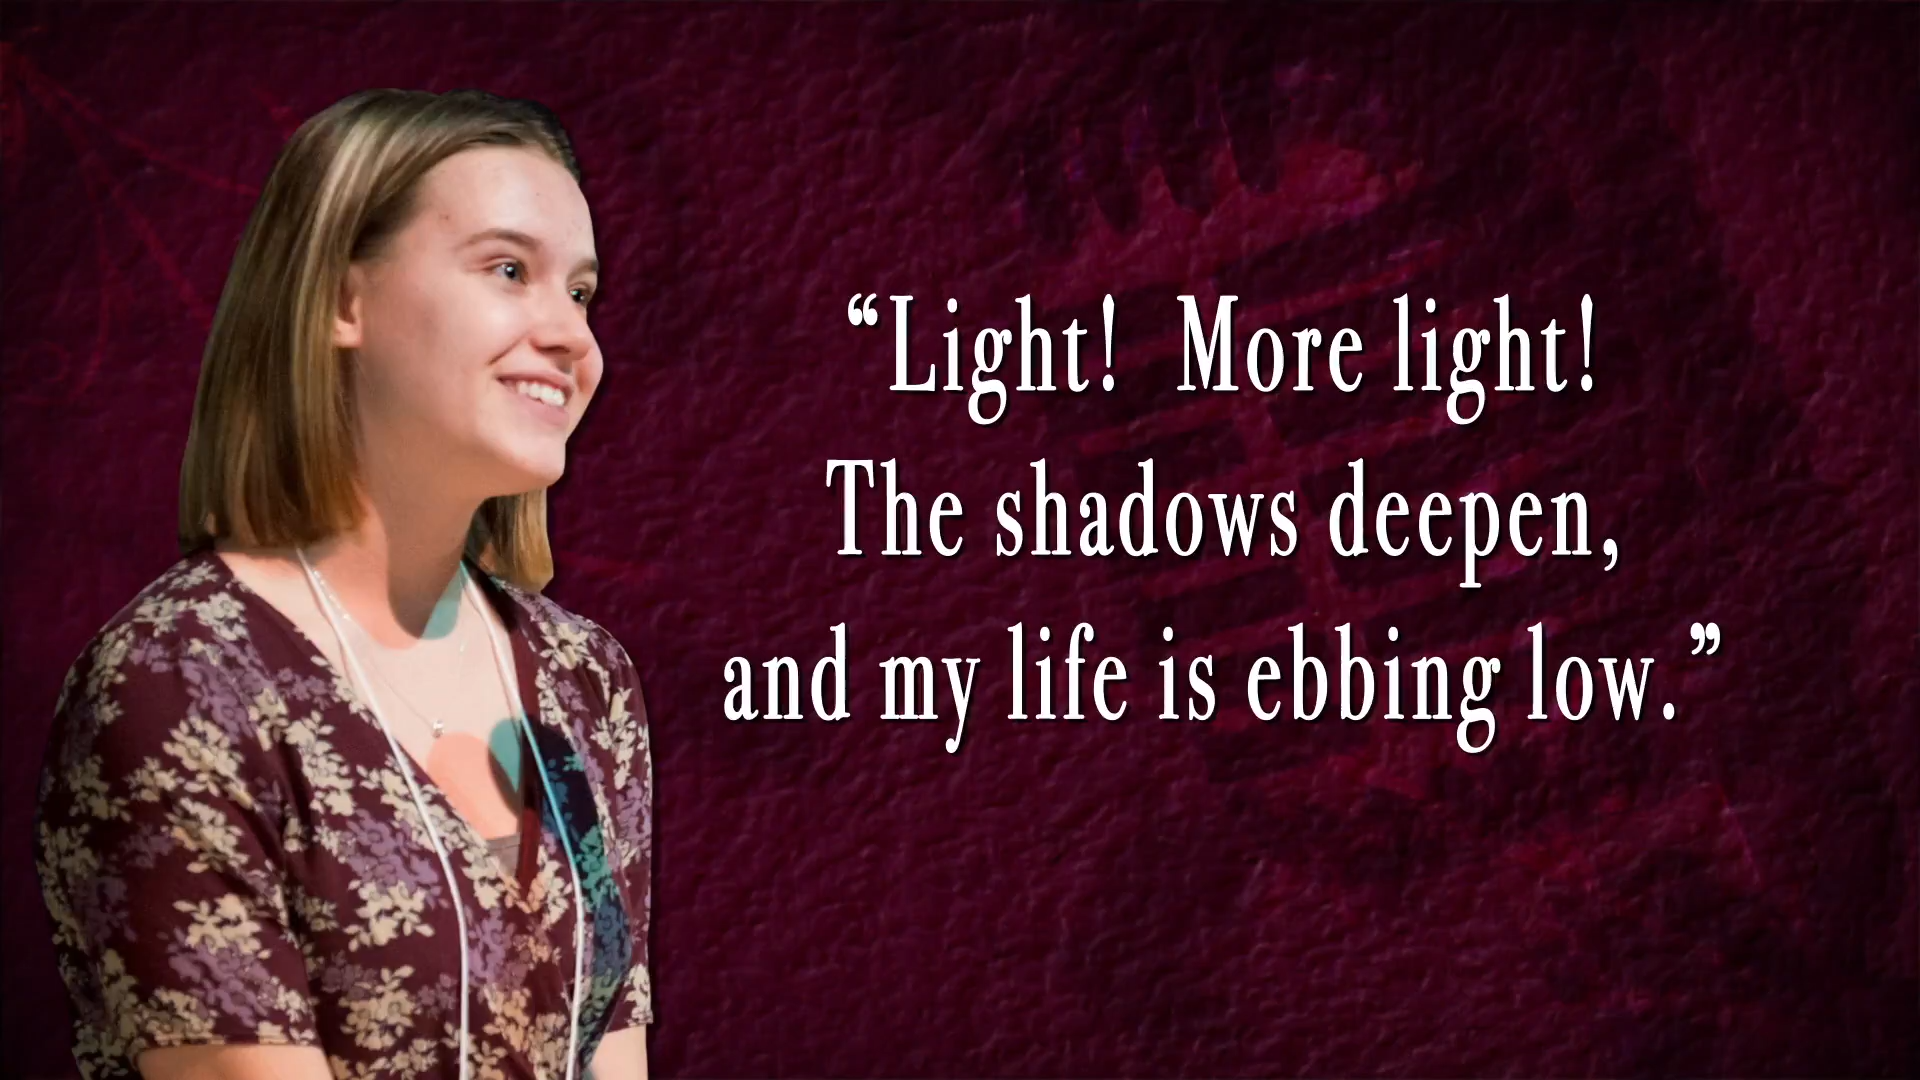 “Light!  More light!
The shadows deepen,
and my life is ebbing low.”